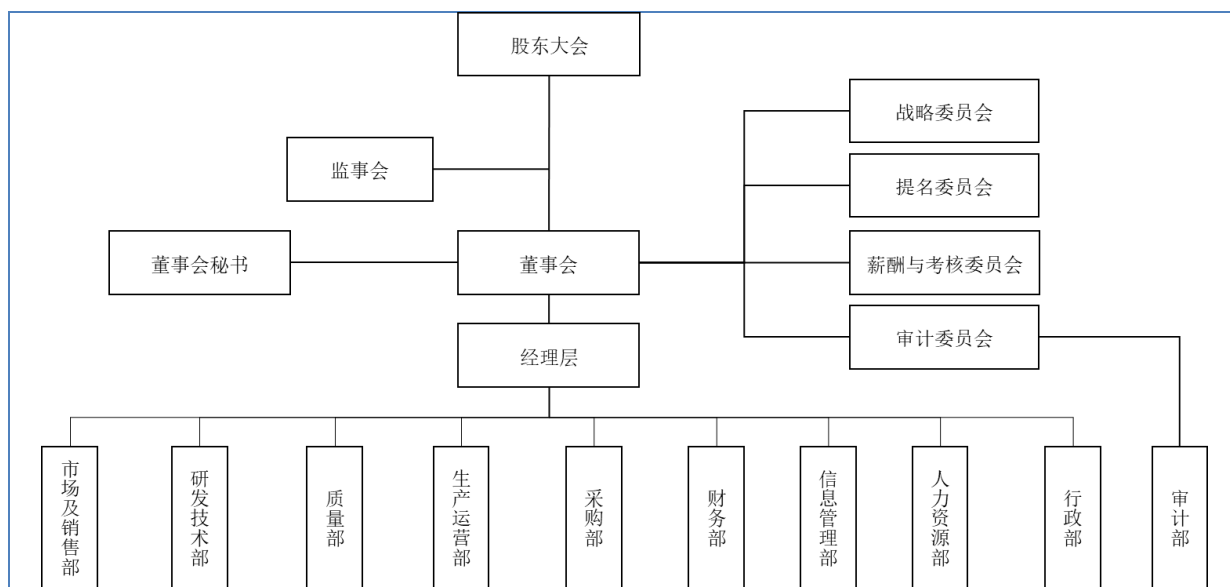 股东大会
战略委员会
监事会
提名委员会
董事会秘书
董事会
薪酬与考核委员会
审计委员会
经理层
市场及销售部
研发技术部
质量部
生产运营部
采购部
财务部
信息管理部
人力资源部
行政部
审计部